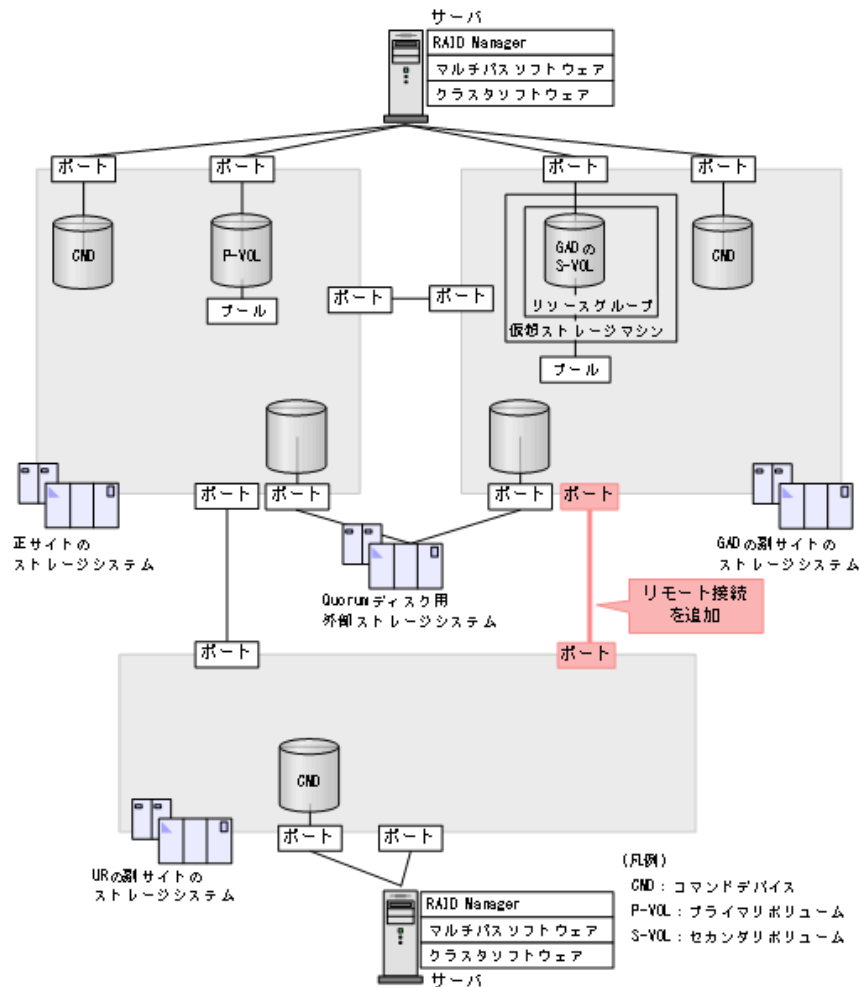 サーバ
RAID Manager
マルチパスソフトウェア
クラスタソフトウェア
ポート
ポート
ポート
ポート
CMD
P-VOL
GADの
S-VOL
CMD
プール
ポート
ポート
リソースグループ
仮想ストレージマシン
プール
ポート
ポート
ポート
ポート
正サイトの
ストレージシステム
Quorumディスク用
外部ストレージシステム
GADの副サイトの
ストレージシステム
リモート接続
を追加
ポート
ポート
CMD
ポート
ポート
URの副サイトの
ストレージシステム
RAID Manager
マルチパスソフトウェア
クラスタソフトウェア
サーバ
(凡例)
CMD：コマンドデバイス
P-VOL：プライマリボリューム
S-VOL：セカンダリボリューム